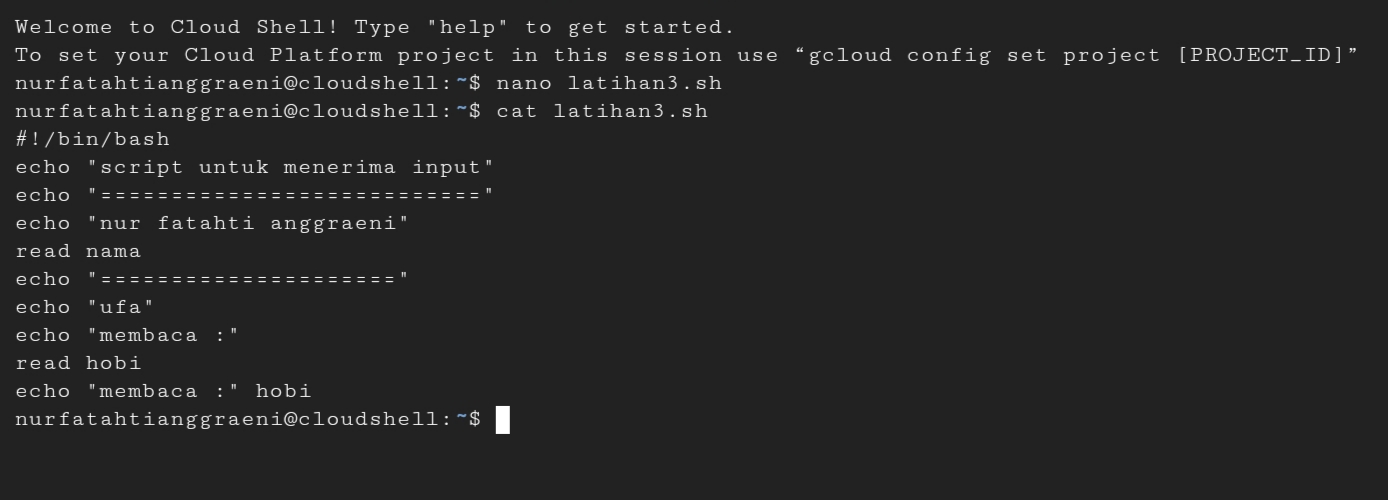 Welcome to Cloud Shell! Type "help" to get started.
To set your Cloud Platform project in this session use “gcloud config set project [PROJECT_ID]”
nurfatahtianggraeni@cloudshell:~$ nano latihan3.sh
nurfatahtianggraeni@cloudshell:~$ cat latihan3.sh
#!/bin/bash
echo "script untuk menerima input"
echo "==========================="
echo "nur fatahti anggraeni"
read nama
echo "====================="
echo "ufa"
echo "membaca :"
read hobi
echo "membaca :" hobi
nurfatahtianggraeni@cloudshell:~$